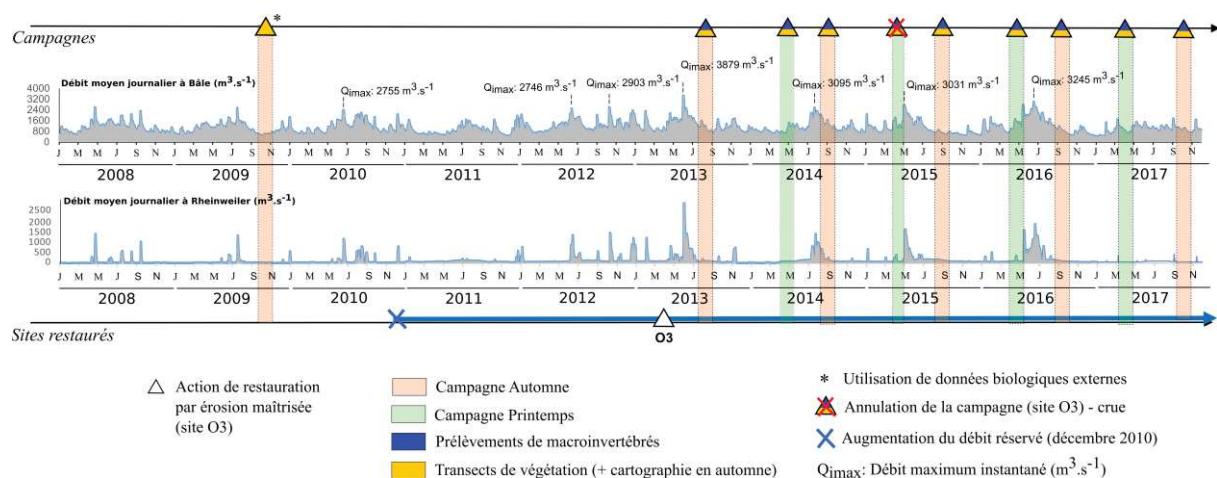 *
Campagnes
Débit moyen journalier à Bâle (m³.s⁻¹)
Qimax: 2755 m³.s⁻¹
Qimax: 2746 m³.s⁻¹
Qimax: 2903 m³.s⁻¹
Qimax: 3879 m³.s⁻¹
Qimax: 3095 m³.s⁻¹
Qimax: 3031 m³.s⁻¹
Qimax: 3245 m³.s⁻¹
4000
3200
2400
1600
800
0
J M M J S N J M M J S N J M M J S N J M M J S N J M M J S N J M M J S N J M M J S N J M M J S N J M M J S N J M M J S N
2008 2009 2010 2011 2012 2013 2014 2015 2016 2017
Débit moyen journalier à Rheinweiler (m³.s⁻¹)
2500
2000
1500
1000
500
0
J M M J S N J M M J S N J M M J S N J M M J S N J M M J S N J M M J S N J M M J S N J M M J S N J M M J S N J M M J S N
2008 2009 2010 2011 2012 2013 2014 2015 2016 2017
Sites restaurés
O3
Action de restauration
par érosion maîtrisée
(site O3)
Campagne Automne
Campagne Printemps
Prélèvements de macroinvertébrés
Transects de végétation (+ cartographie en automne)
* Utilisation de données biologiques externes
Annulation de la campagne (site O3) - crue
Augmentation du débit réservé (décembre 2010)
Qimax: Débit maximum instantané (m³.s⁻¹)